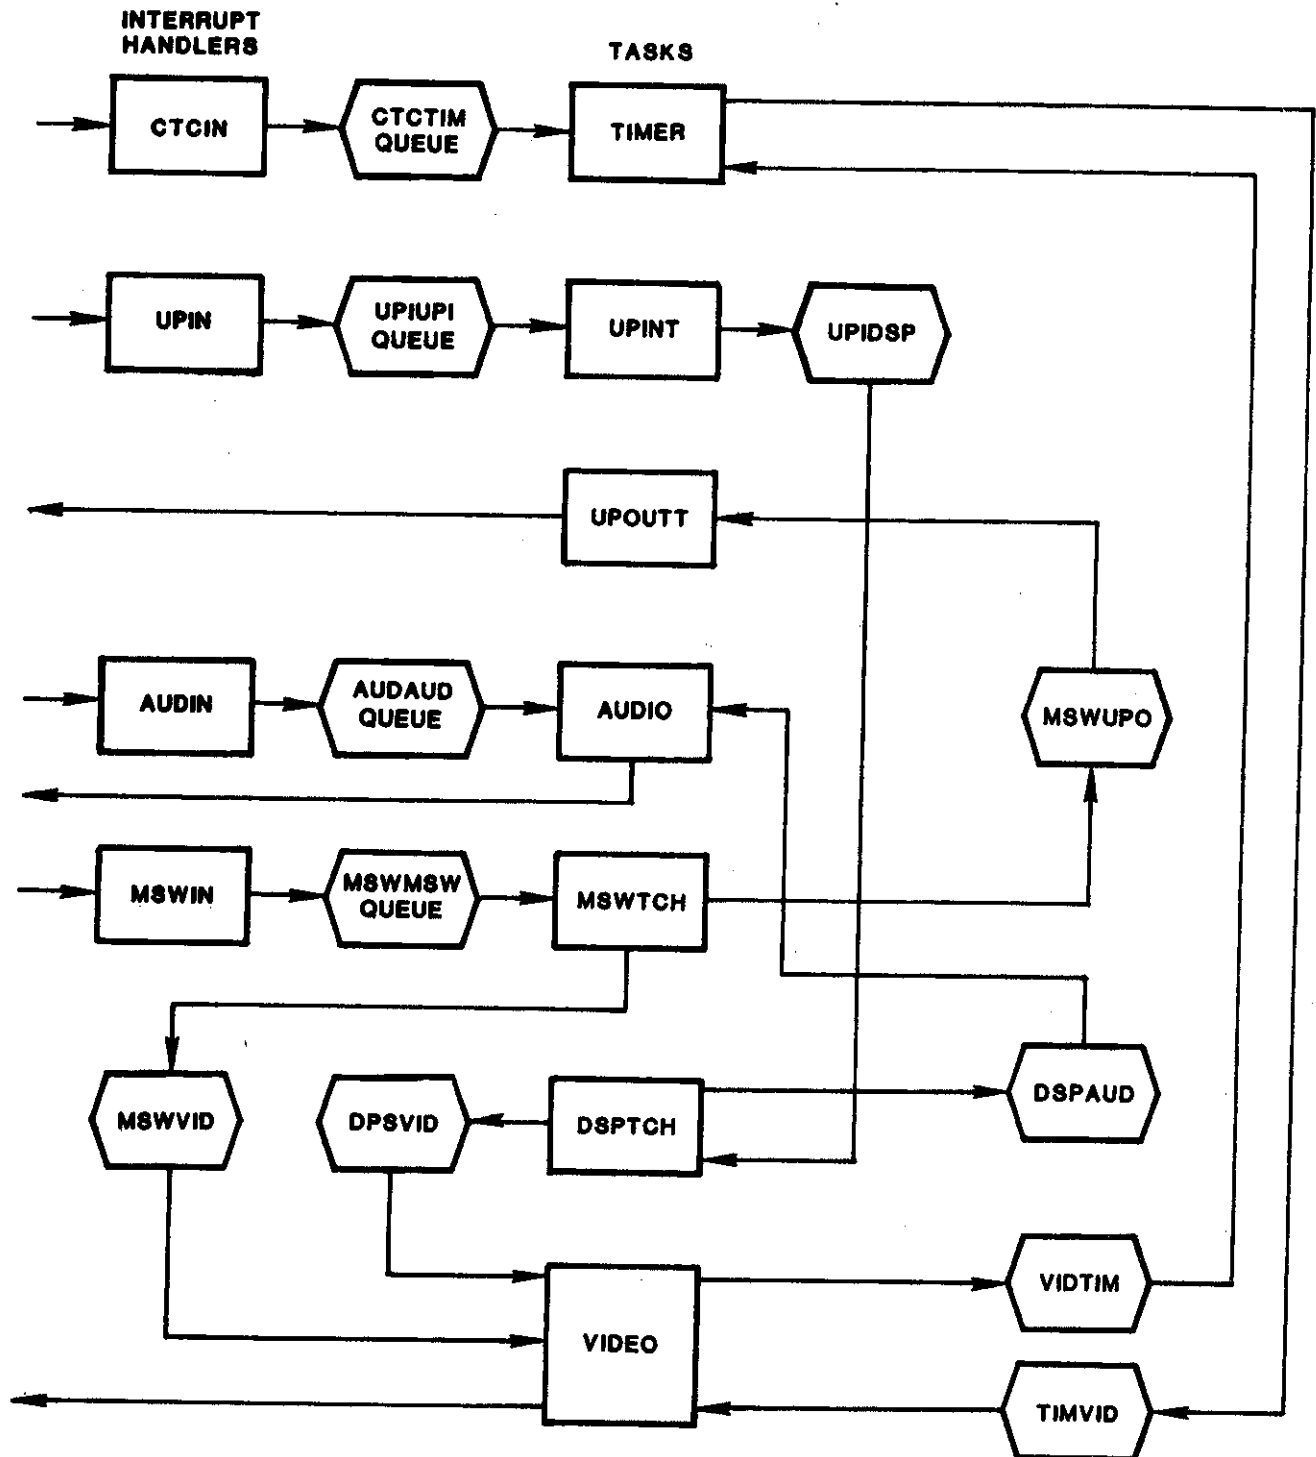 INTERRUPT
HANDLERS
TASKS
CTCIN
CTCTIM
QUEUE
TIMER
UPIN
UPIUPI
QUEUE
UPINT
UPIDSP
UPOUTT
AUDIN
AUDAUD
QUEUE
AUDIO
MSWUPO
MSWIN
MSWMSW
QUEUE
MSWTCH
MSWVID
DPSVID
DSPTCH
DSPAUD
VIDEO
VIDTIM
TIMVID